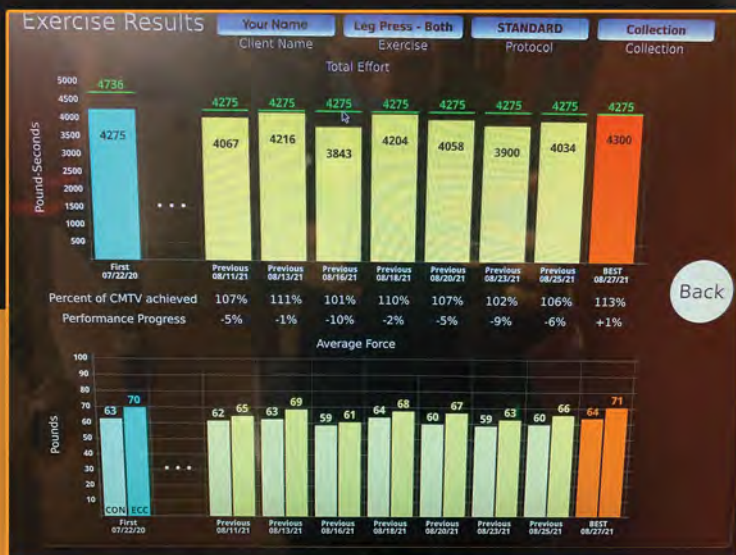 Exercise Results
Your Name
Leg Press - Both
STANDARD
Collection
Client Name
Exercise
Protocol
Collection
Total Effort
Pound-Seconds
5000
4500
4000
3500
3000
2500
2000
1500
1000
500
4736
4275 4275 4275 4275 4275 4275 4275 4275
4275
4067 4216 3843 4204 4058 3900 4034 4300
...
First Previous Previous Previous Previous Previous Previous Previous BEST
07/22/20 08/11/21 08/13/21 08/16/21 08/18/21 08/20/21 08/23/21 08/25/21 08/27/21
Percent of CMTV achieved 107% 111% 101% 110% 107% 102% 106% 113%
Performance Progress -5% -1% -10% -2% -5% -9% -6% +1%
Back
Average Force
Pounds
100
90
80
70
60
50
40
30
20
10
63 70 62 65 63 69 59 61 64 68 60 67 59 63 60 66 64 71
...
CON ECC
First Previous Previous Previous Previous Previous Previous Previous BEST
07/22/20 08/11/21 08/13/21 08/16/21 08/18/21 08/20/21 08/23/21 08/25/21 08/27/21